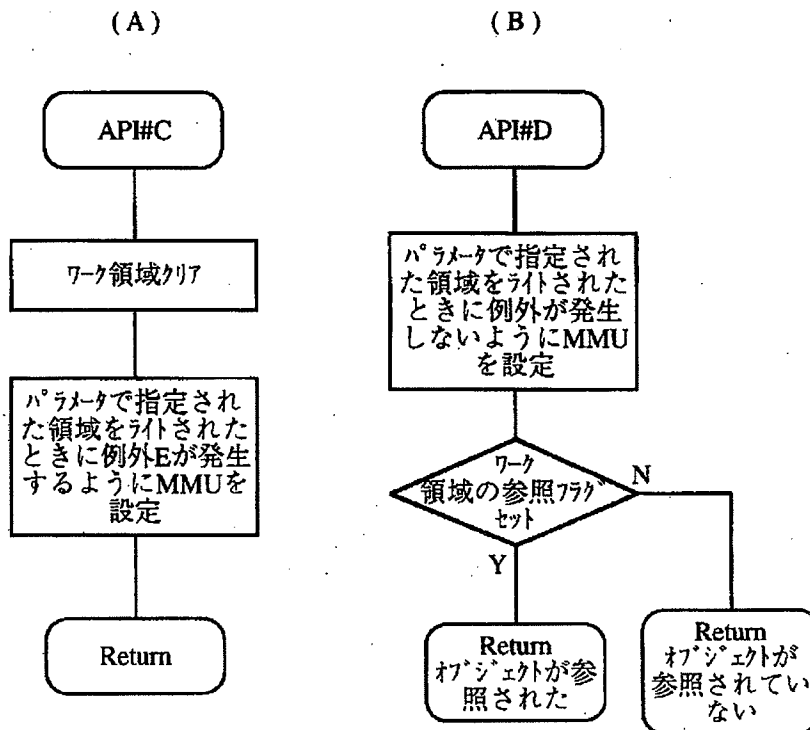 (A)
API#C
ワーク領域クリア
パラメータで指定され
た領域をライトされた
ときに例外Eが発生
するようにMMUを
設定
Return
(B)
API#D
パラメータで指定され
た領域をライトされた
ときに例外が発生
しないようにMMU
を設定
ワーク
領域の参照フラグ
セット
N
Y
Return
オブジェクトが参
照された
Return
オブジェクトが
参照されてい
ない